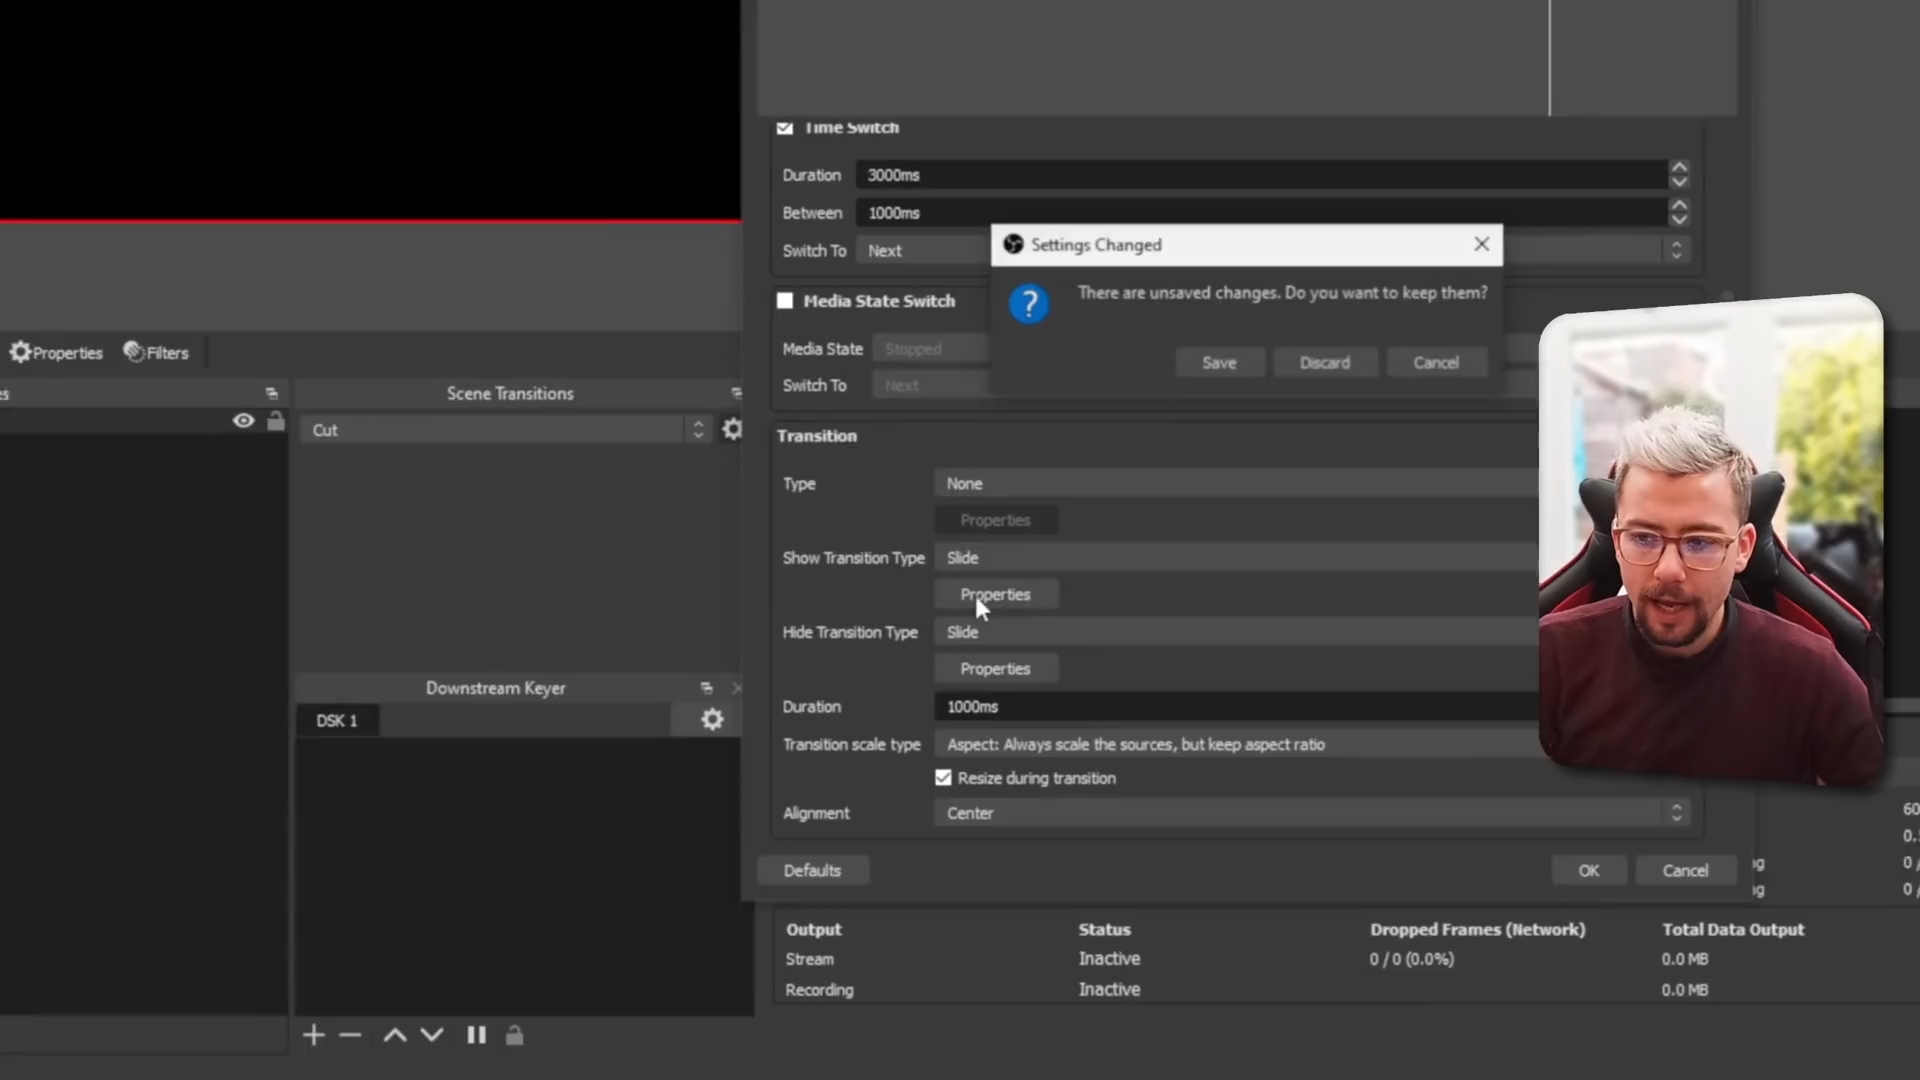 Time Switch
Duration 3000ms
Between 1000ms
Switch To Next
Settings Changed
There are unsaved changes. Do you want to keep them?
Save Discard Cancel
Media State Switch
Media State Stopped
Switch To Next
Properties Filters
Scene Transitions
Cut
Transition
Type None
Properties
Show Transition Type Slide
Properties
Hide Transition Type Slide
Properties
Duration 1000ms
Transition scale type Aspect: Always scale the sources, but keep aspect ratio
Resize during transition
Alignment Center
Downstream Keyer
DSK 1
Defaults OK Cancel
Output Status Dropped Frames (Network) Total Data Output
Stream Inactive 0 / 0 (0.0%) 0.0 MB
Recording Inactive 0.0 MB